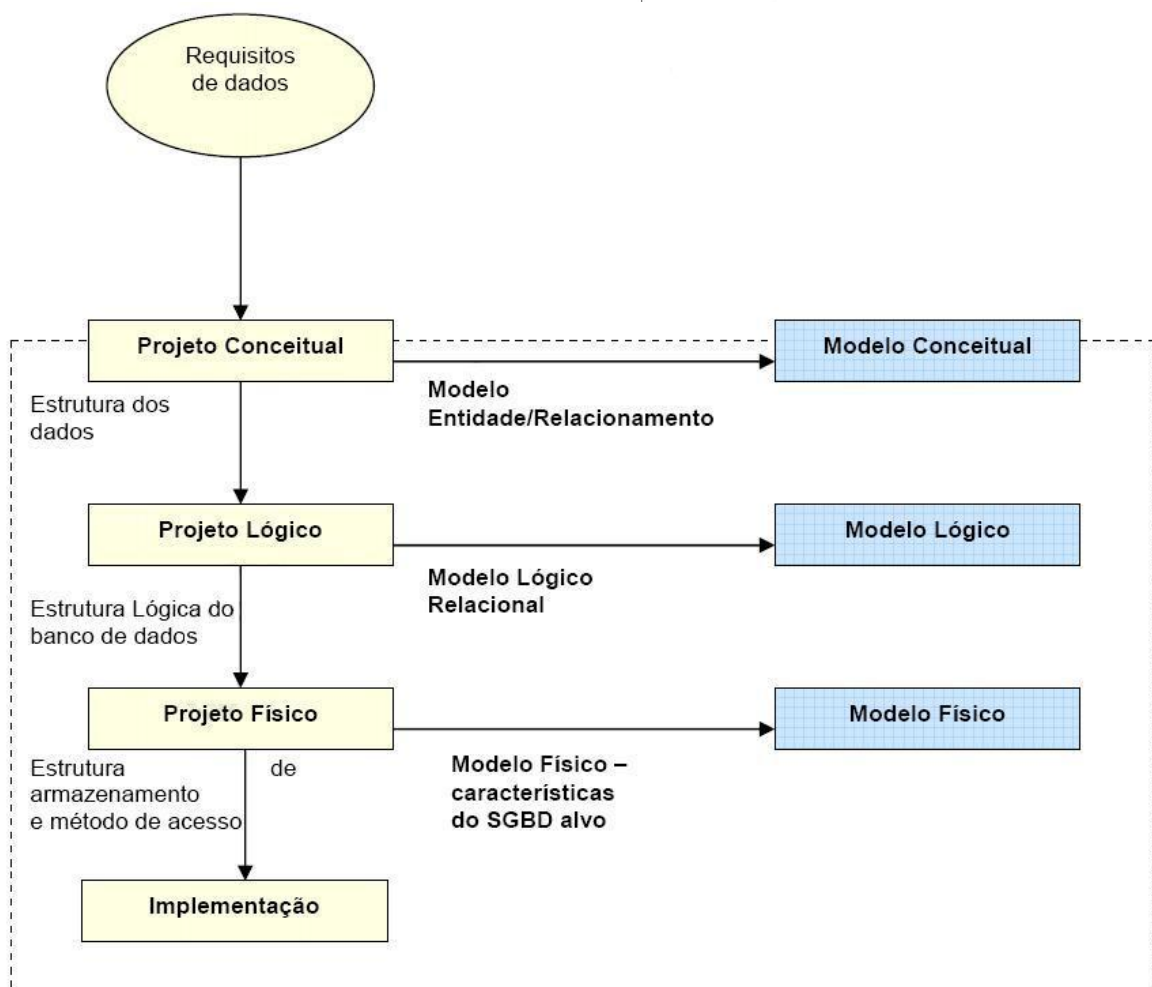 Requisitos
de dados
Projeto Conceitual
Modelo Conceitual
Estrutura dos
dados
Modelo
Entidade/Relacionamento
Projeto Lógico
Modelo Lógico
Estrutura Lógica do
banco de dados
Modelo Lógico
Relacional
Projeto Físico
Modelo Físico
Estrutura de
armazenamento
e método de acesso
Modelo Físico –
características
do SGBD alvo
Implementação